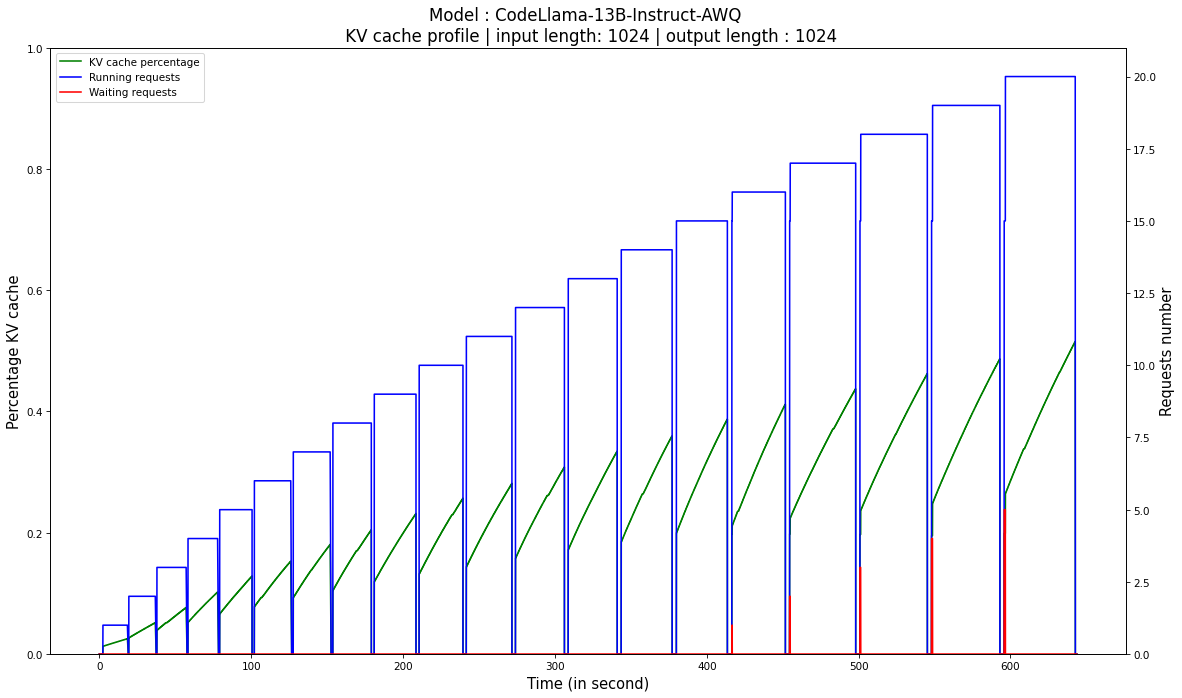 Model : CodeLlama-13B-Instruct-AWQ
KV cache profile | input length: 1024 | output length : 1024
KV cache percentage
Running requests
Waiting requests
Percentage KV cache
1.0
0.8
0.6
0.4
0.2
0.0
20.0
17.5
15.0
12.5
10.0
7.5
5.0
2.5
0.0
Requests number
0
100
200
300
400
500
600
Time (in second)